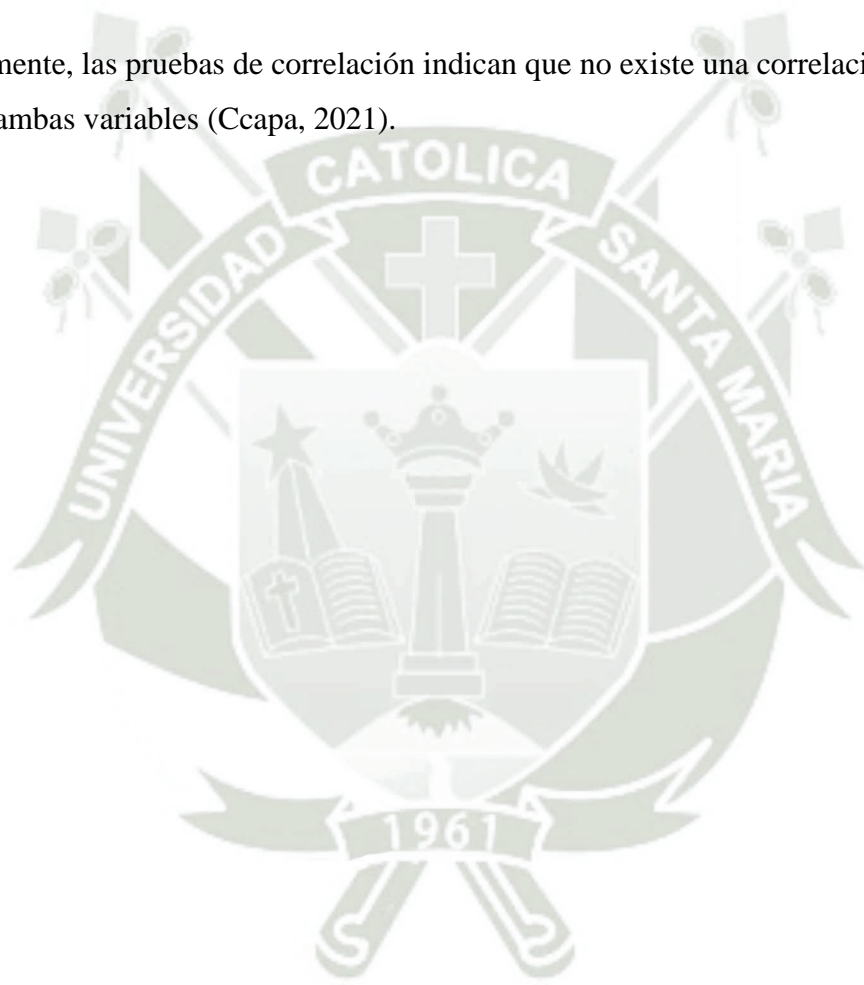 mente, las pruebas de correlación indican que no existe una correlaci
ambas variables (Ccapa, 2021).
UNIVERSIDAD CATOLICA SANTA MARIA
1961